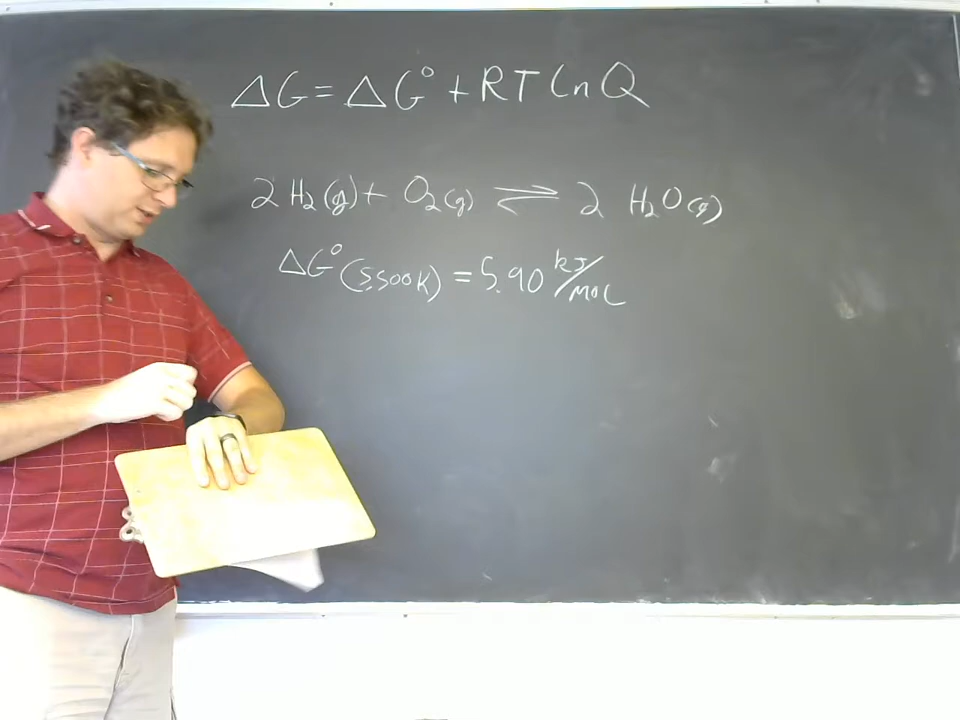 ΔG = ΔG° + RT ln Q
2 H₂(g) + O₂(g) ⇌ 2 H₂O(g)
ΔG°(5500K) = 5.90 kJ/mol